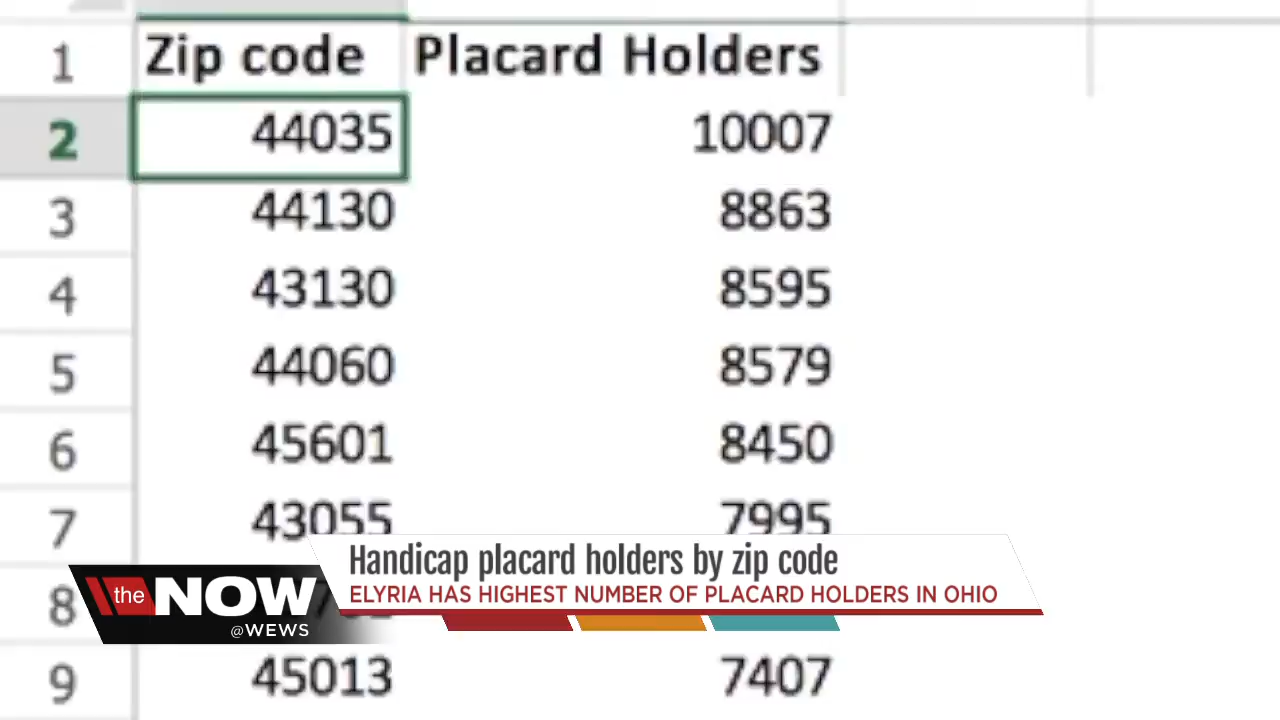 1 Zip code Placard Holders
2 44035 10007
3 44130 8863
4 43130 8595
5 44060 8579
6 45601 8450
7 43055 7995
Handicap placard holders by zip code
ELYRIA HAS HIGHEST NUMBER OF PLACARD HOLDERS IN OHIO
the NOW
@WEWS
8
9 45013 7407